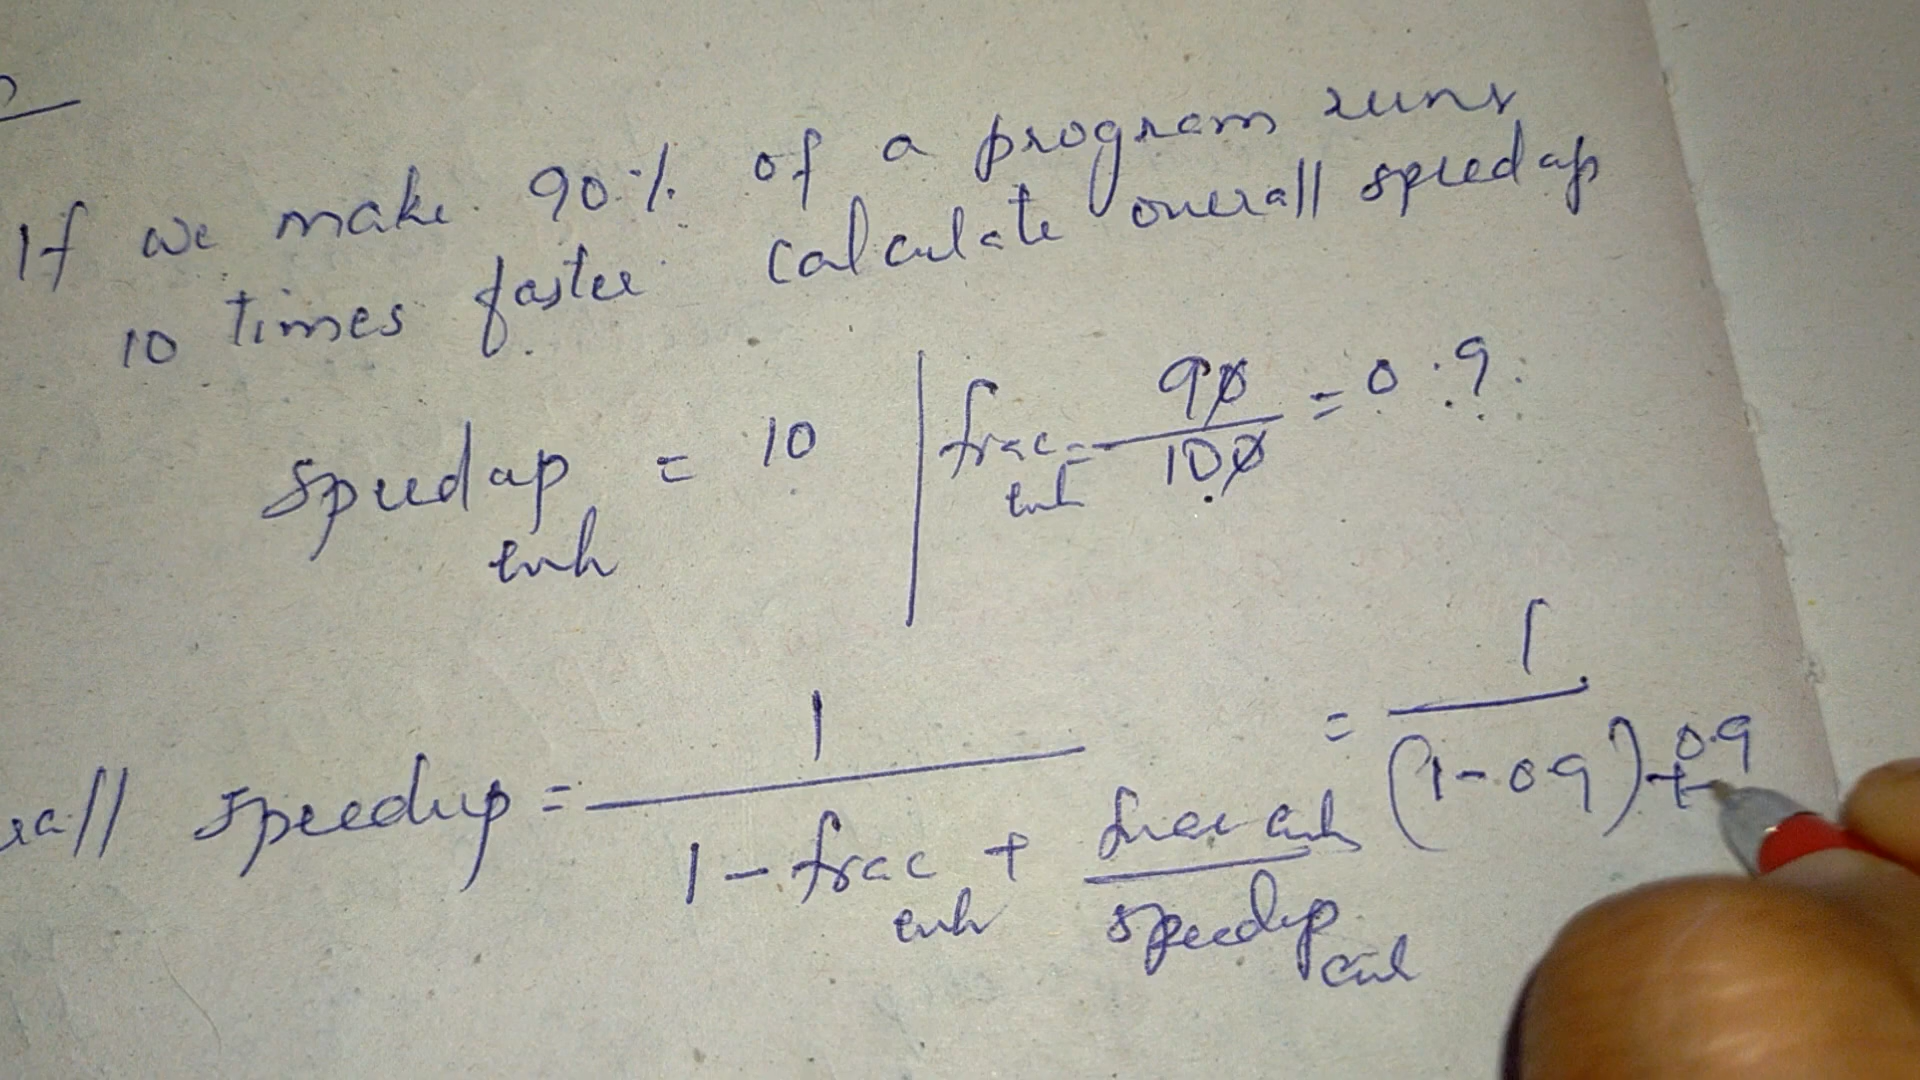 If we make 90% of a program runs
10 times faster calculate overall speedup
speedup enh = 10 | frac enh = 90/100 = 0.9
rall speedup = 1/(1 - frac enh + frac enh/speedup enh) = 1/((1-0.9)+0.9